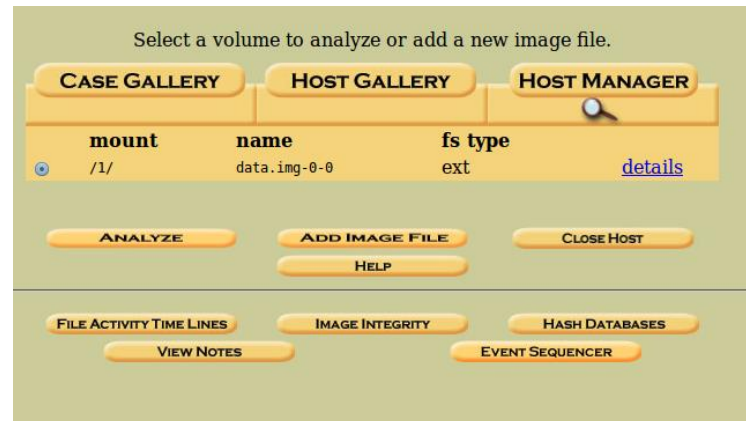 Select a volume to analyze or add a new image file.
CASE GALLERY HOST GALLERY HOST MANAGER
mount name fs type
/1/ data.img-0-0 ext details
ANALYZE ADD IMAGE FILE CLOSE HOST
HELP
FILE ACTIVITY TIME LINES IMAGE INTEGRITY HASH DATABASES
VIEW NOTES EVENT SEQUENCER